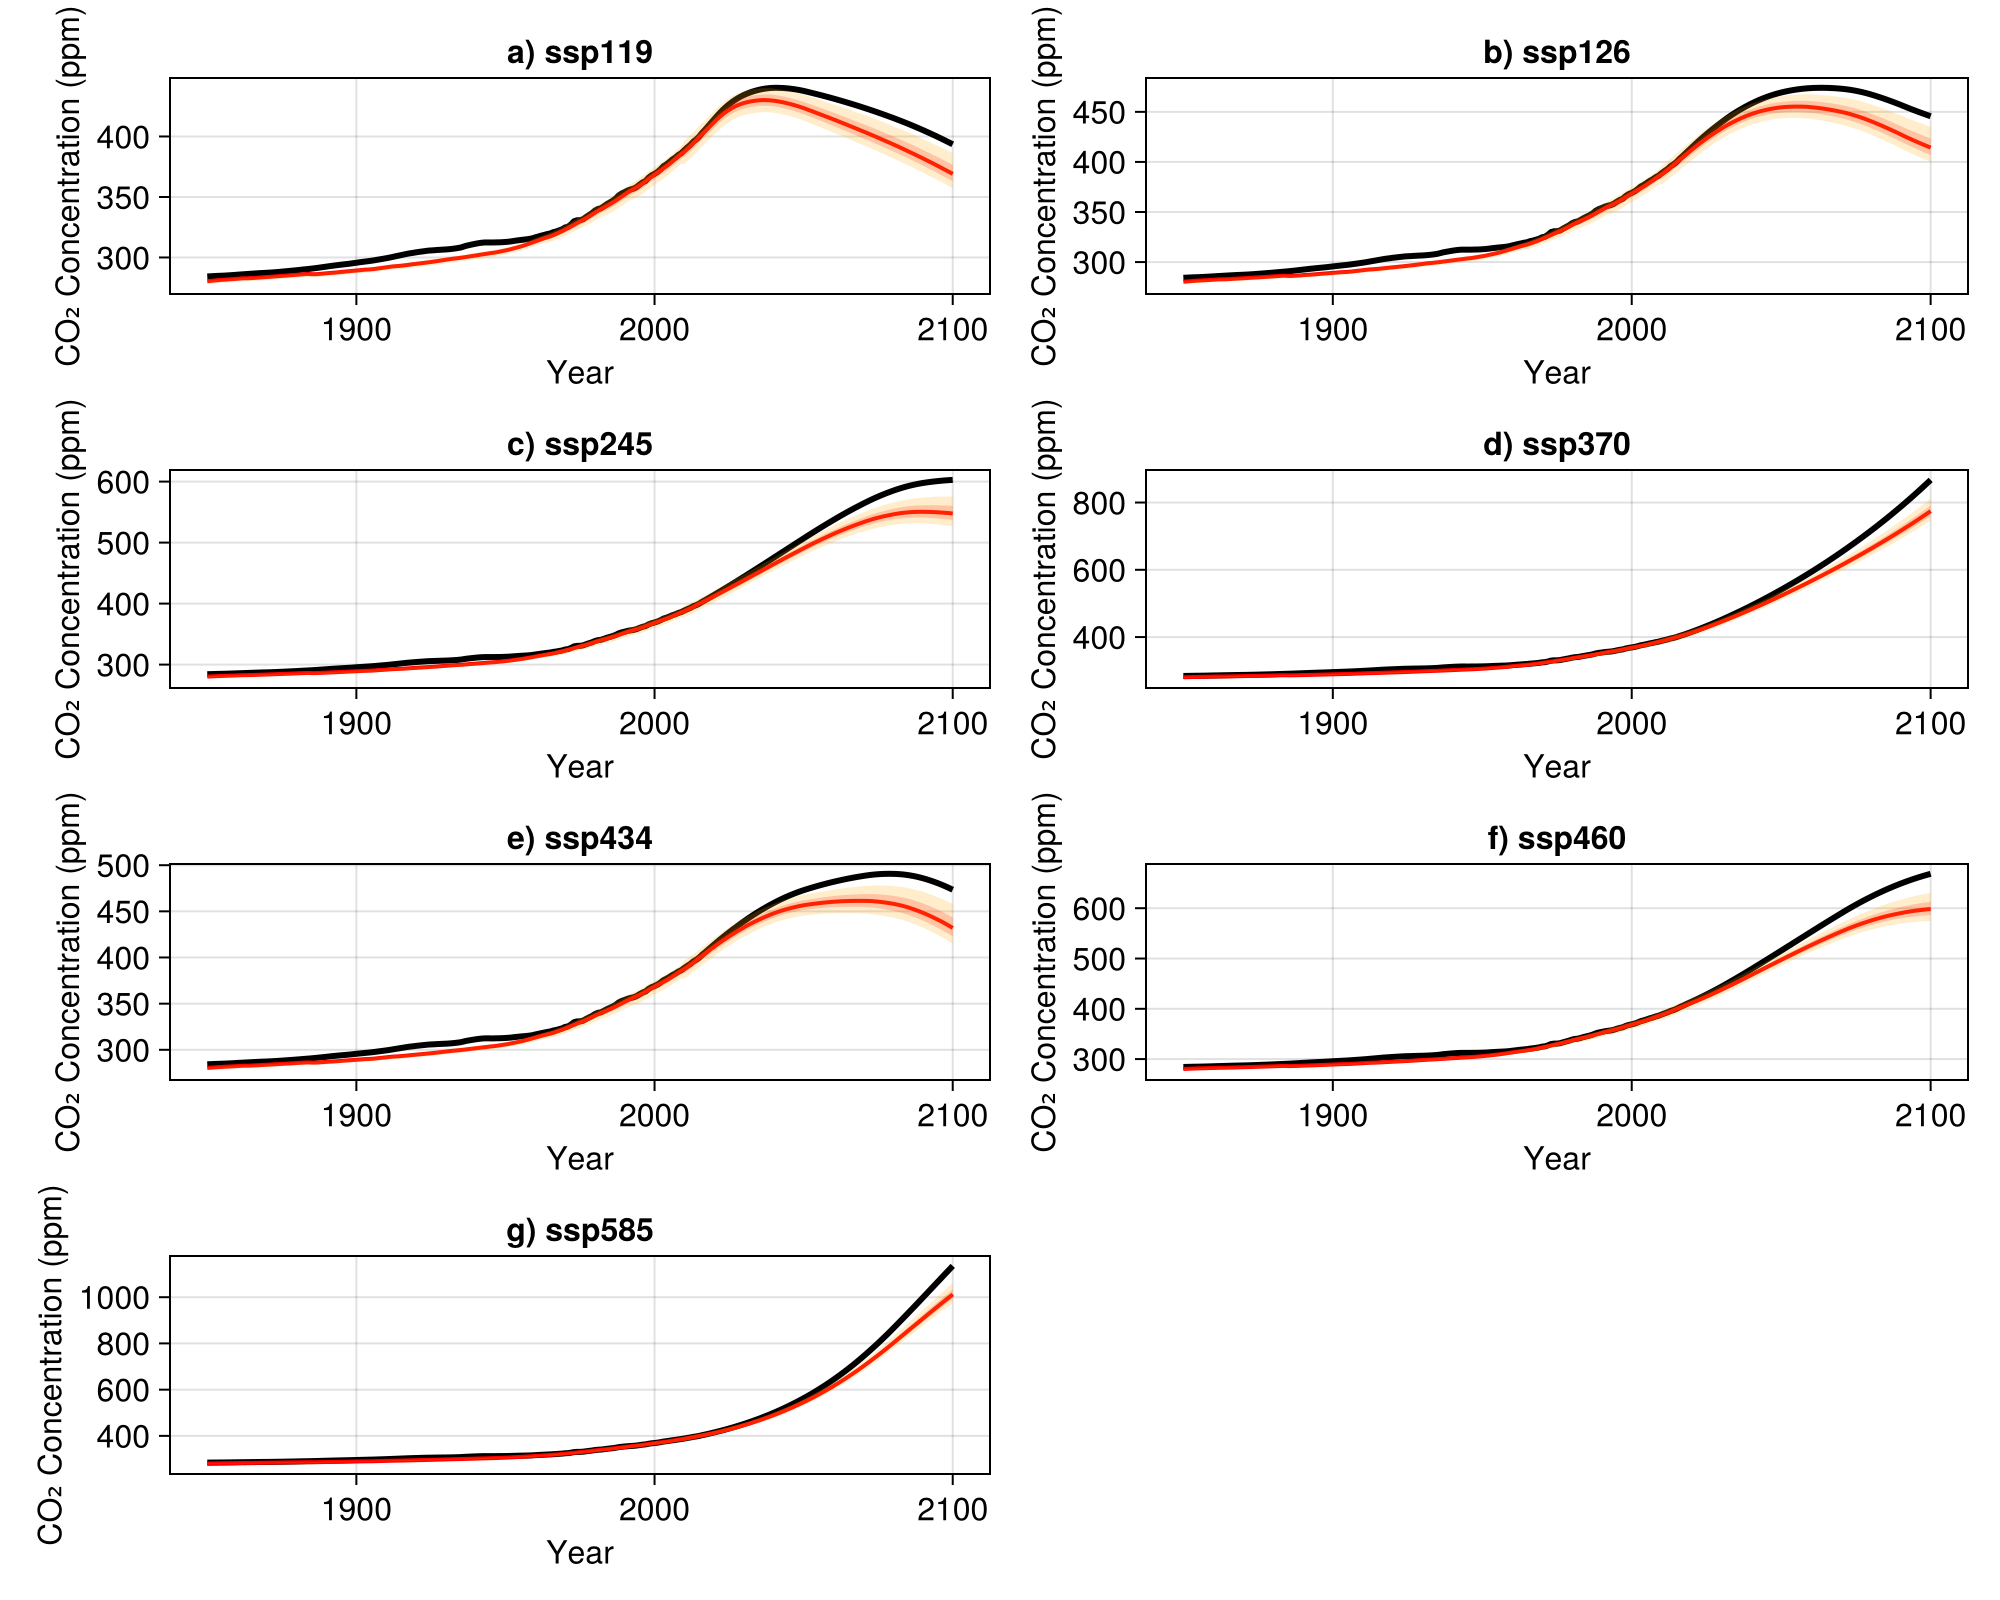 a) ssp119
CO₂ Concentration (ppm)
400
350
300
1900 2000 2100
Year
b) ssp126
CO₂ Concentration (ppm)
450
400
350
300
1900 2000 2100
Year
c) ssp245
CO₂ Concentration (ppm)
600
500
400
300
1900 2000 2100
Year
d) ssp370
CO₂ Concentration (ppm)
800
600
400
1900 2000 2100
Year
e) ssp434
CO₂ Concentration (ppm)
500
450
400
350
300
1900 2000 2100
Year
f) ssp460
CO₂ Concentration (ppm)
600
500
400
300
1900 2000 2100
Year
g) ssp585
CO₂ Concentration (ppm)
1000
800
600
400
1900 2000 2100
Year